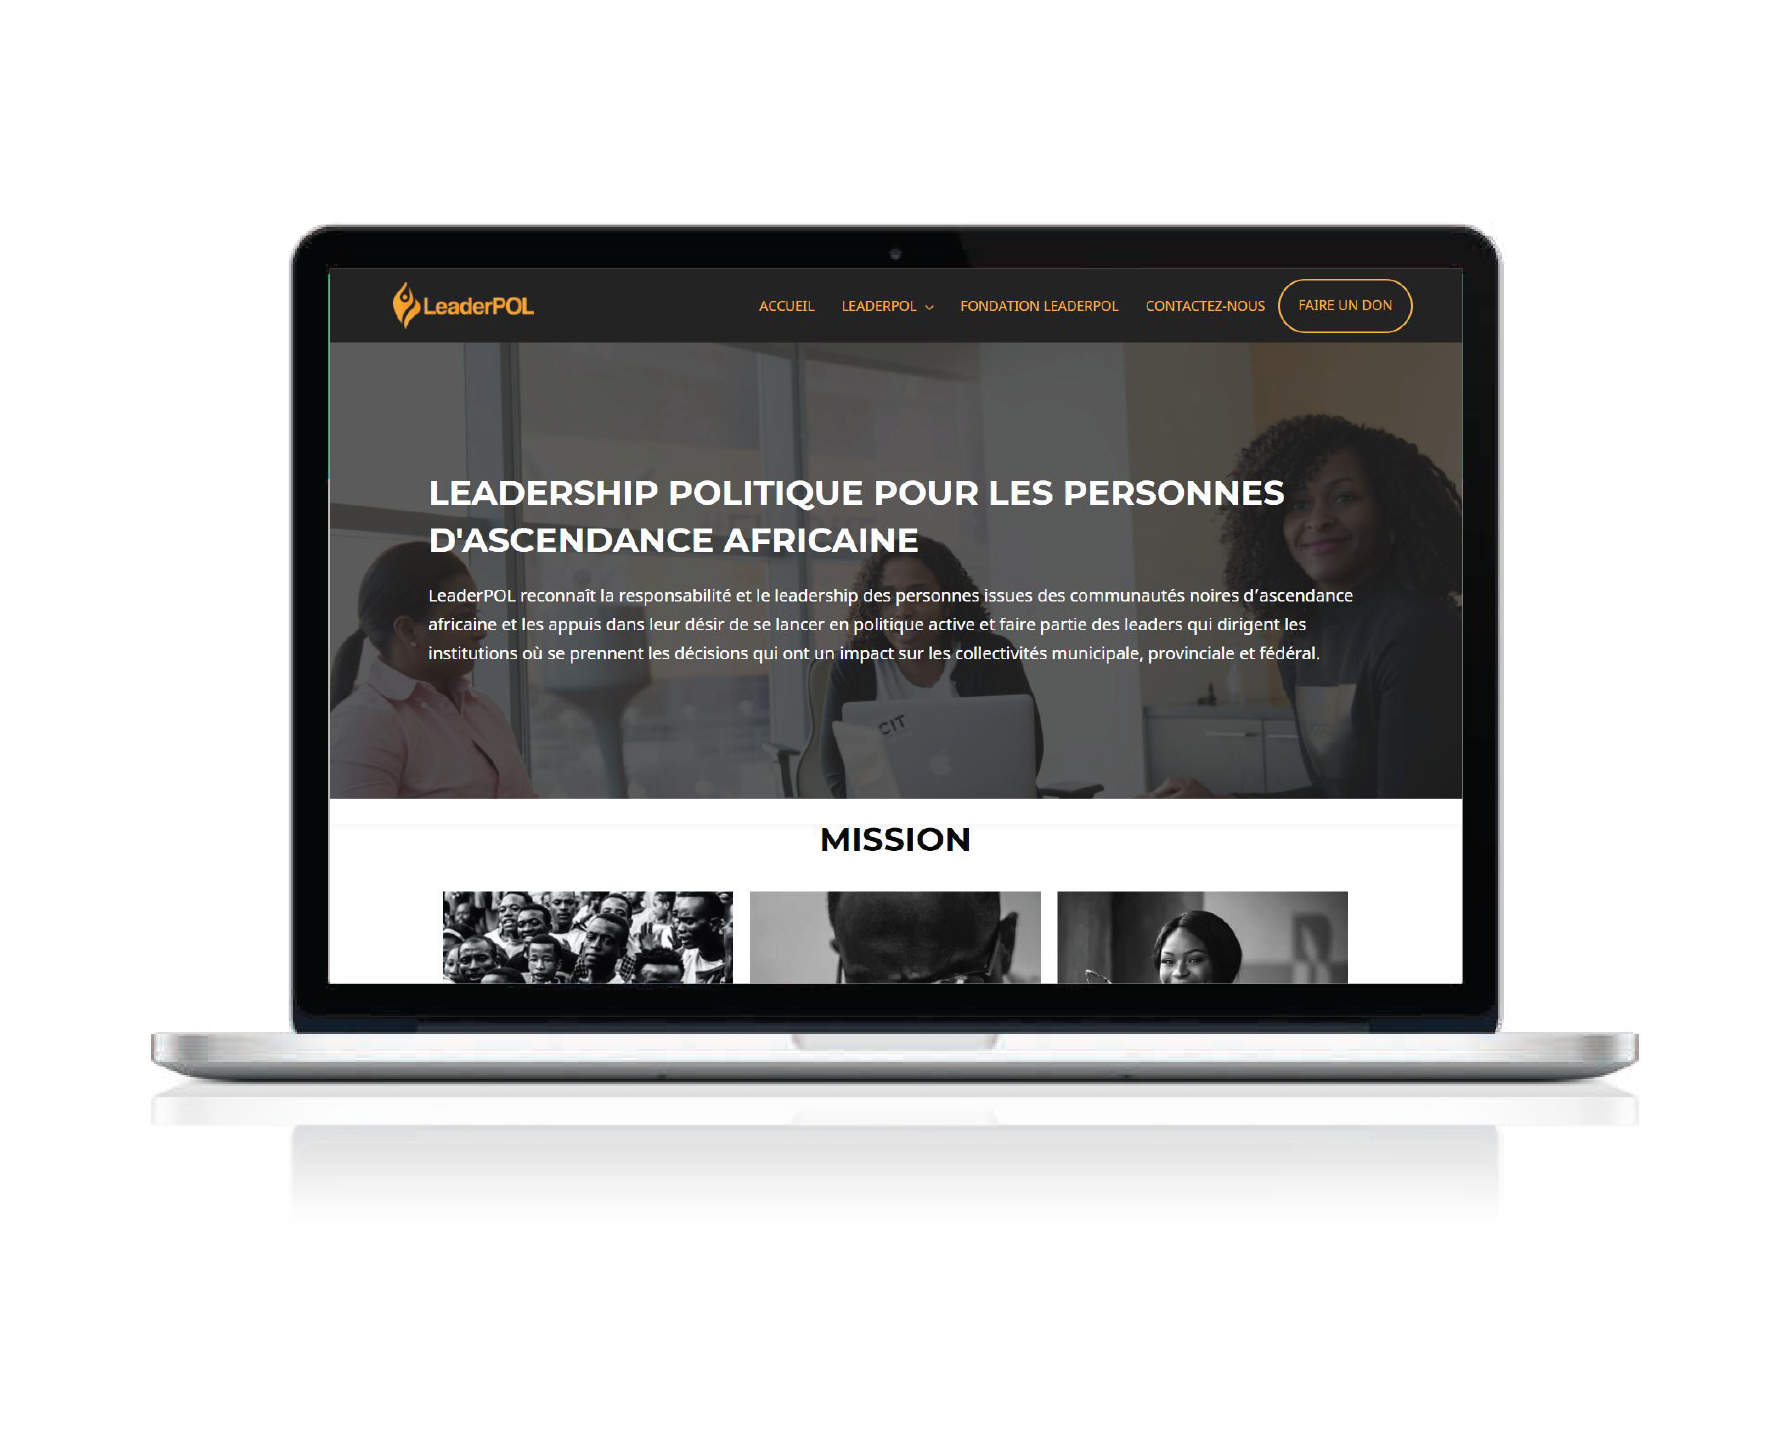 LeaderPOL
ACCUEIL LEADERPOL FONDATION LEADERPOL CONTACTEZ-NOUS FAIRE UN DON
LEADERSHIP POLITIQUE POUR LES PERSONNES
D'ASCENDANCE AFRICAINE
LeaderPOL reconnaît la responsabilité et le leadership des personnes issues des communautés noires d’ascendance
africaine et les appuis dans leur désir de se lancer en politique active et faire partie des leaders qui dirigent les
institutions où se prennent les décisions qui ont un impact sur les collectivités municipale, provinciale et fédéral.
CIT
MISSION